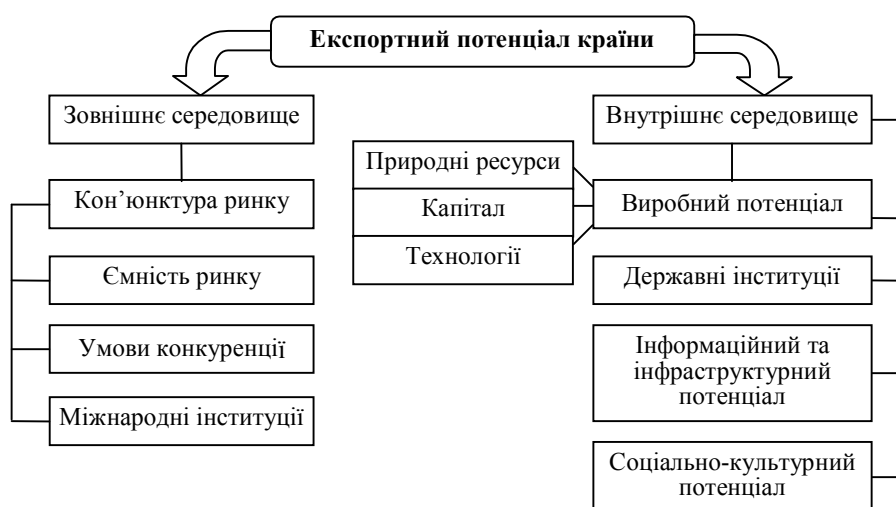 Експортний потенціал країни
Зовнішнє середовище
Кон’юнктура ринку
Ємність ринку
Умови конкуренції
Міжнародні інституції
Внутрішнє середовище
Природні ресурси
Капітал
Технології
Виробний потенціал
Державні інституції
Інформаційний та
інфраструктурний
потенціал
Соціально-культурний
потенціал